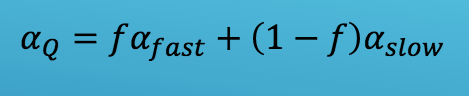 α_Q = fα_fast + (1 − f)α_slow